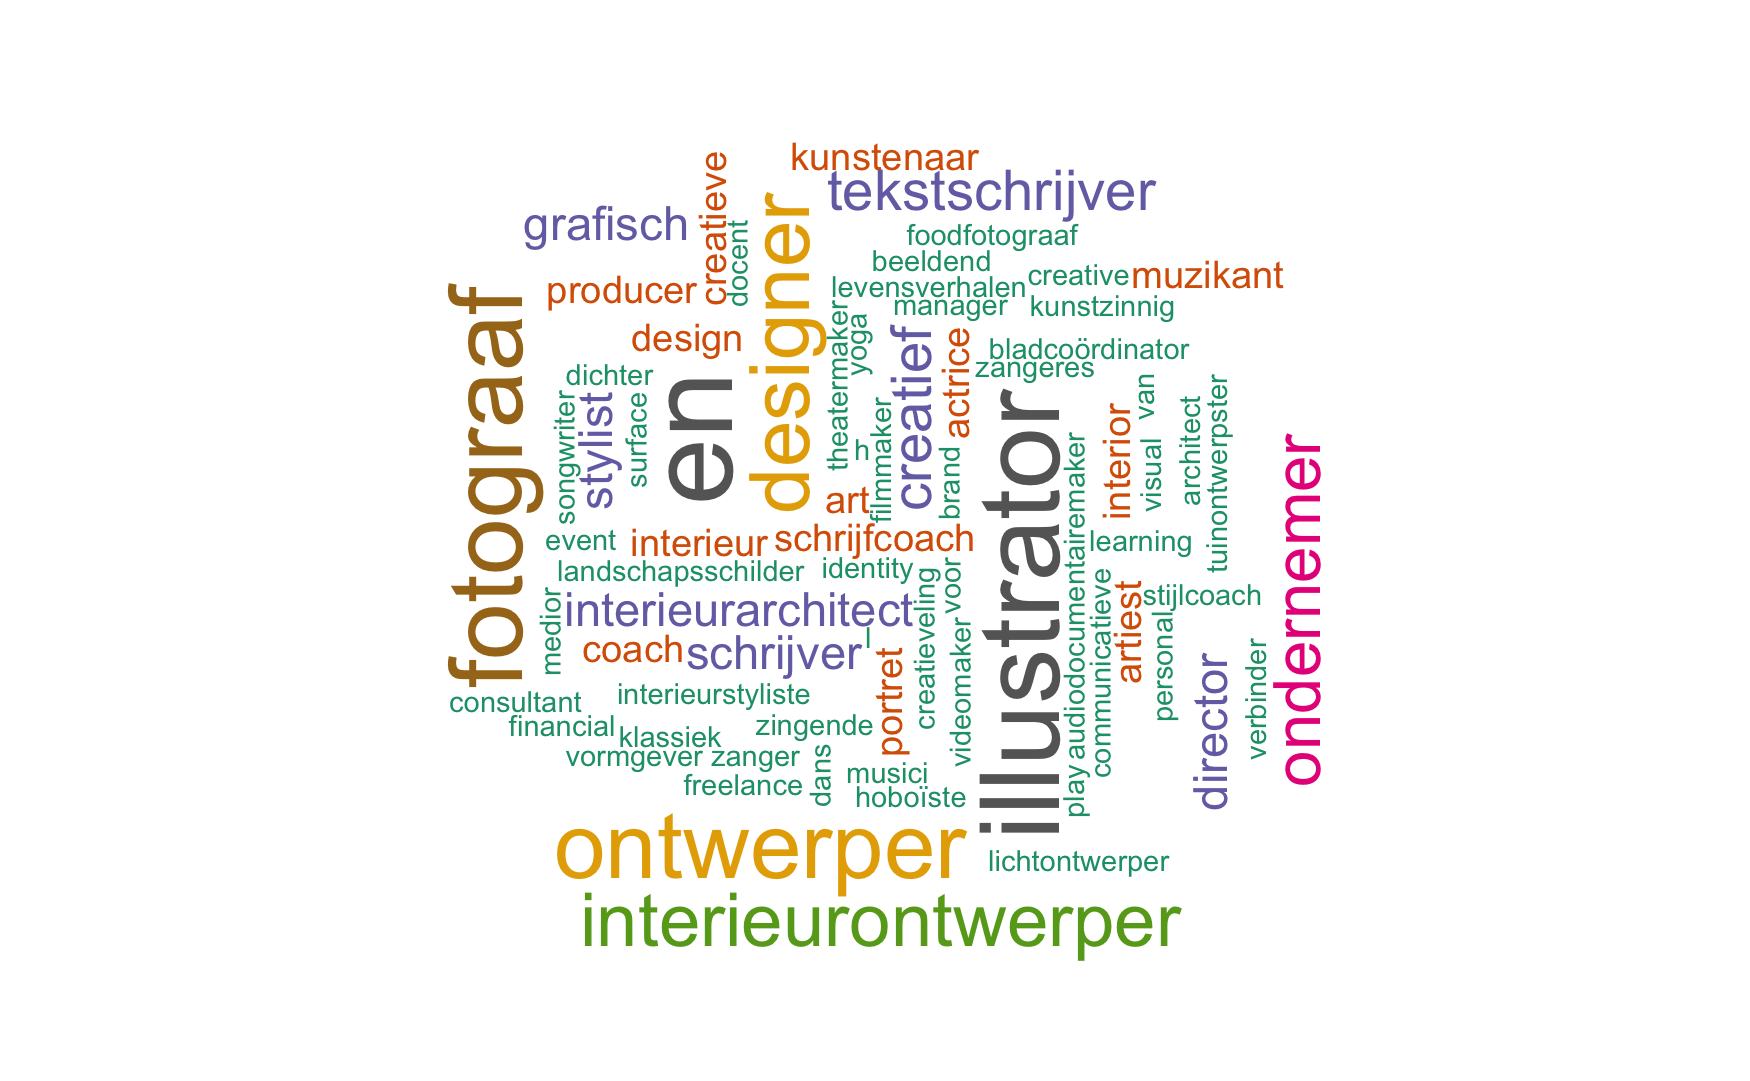 kunstenaar
tekstschrijver
creatieve
grafisch
docent
designer
foodfotograaf
beeldend
creative
muzikant
levensverhalen
manager
kunstzinnig
producer
fotograaf
design
theatermaker
yoga
creatief
actrice
bladcoördinator
zangeres
dichter
en
songwriter
stylist
surface
h
filmmaker
brand
illustrator
interior
van
visual
architect
tuinontwerpster
ondernemer
art
event
interieur
schrijfcoach
learning
landschapsschilder
identity
voor
audiodocumentairemaker
medior
interieurarchitect
creatieveling
communicatieve
artiest
stijlcoach
coach
schrijver
l
portret
videomaker
personal
director
verbinder
consultant
interieurstyliste
financial
klassiek
zingende
vormgever
zanger
freelance
dans
musici
hoboïste
play
ontwerper
lichtontwerper
interieurontwerper